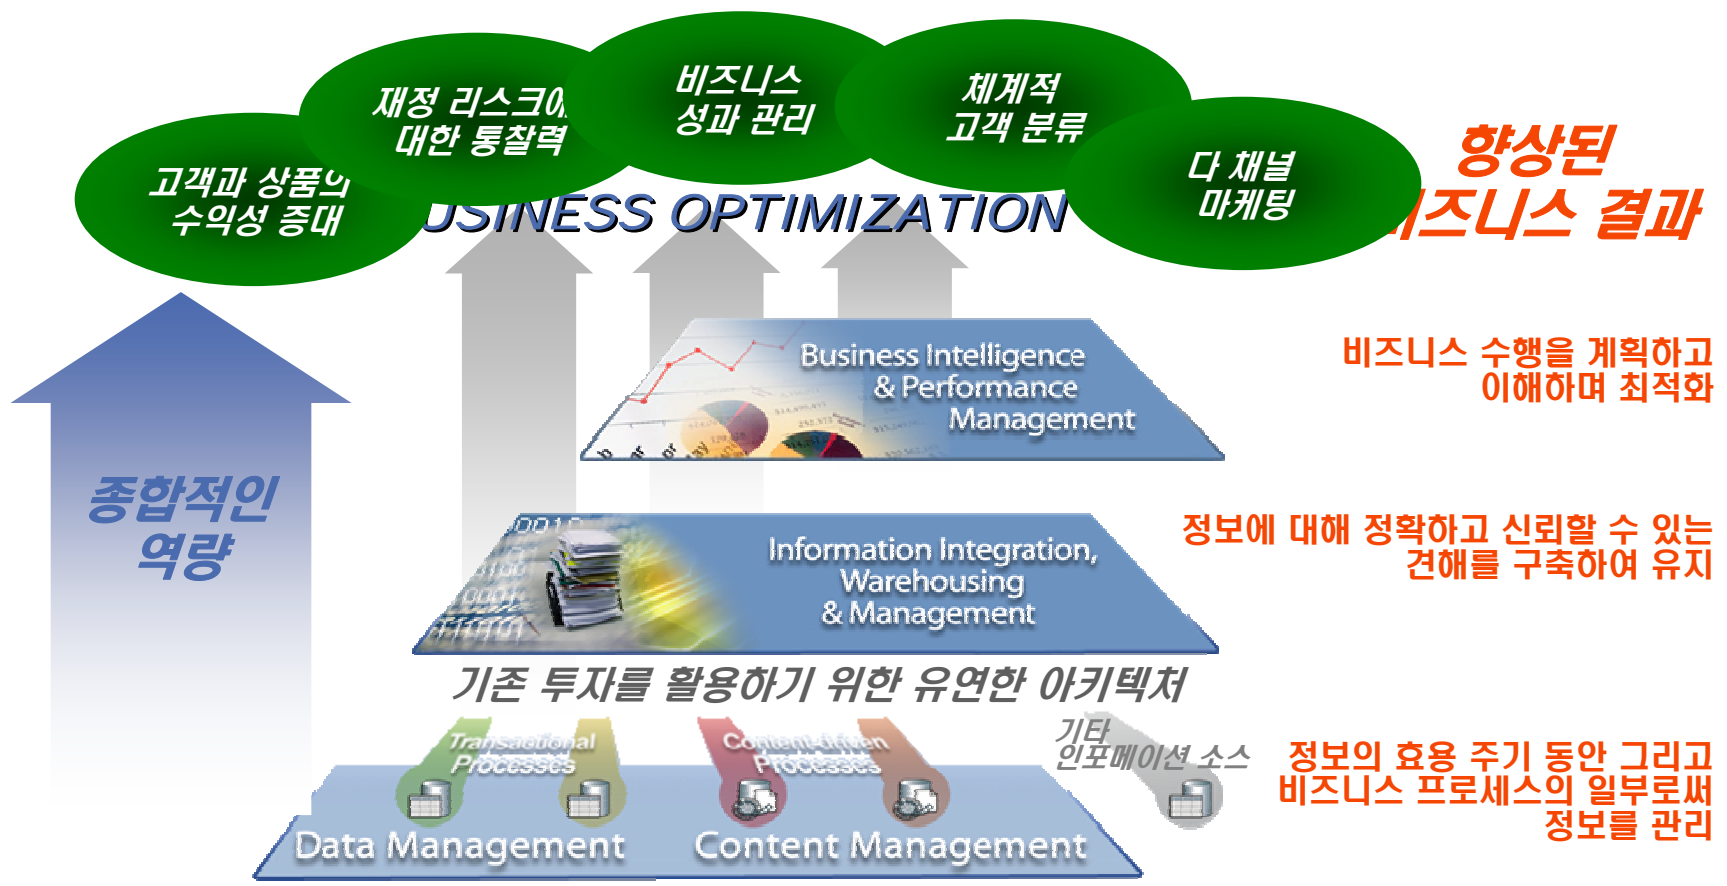 고객과 상품의
수익성 증대
재정 리스크에
대한 통찰력
비즈니스
성과 관리
체계적
고객 분류
다 채널
마케팅
향상된
비즈니스 결과
BUSINESS OPTIMIZATION
Business Intelligence
& Performance
Management
비즈니스 수행을 계획하고
이해하며 최적화
종합적인
역량
Information Integration,
Warehousing
& Management
정보에 대해 정확하고 신뢰할 수 있는
견해를 구축하여 유지
기존 투자를 활용하기 위한 유연한 아키텍처
Transactional
Processes
Content-driven
Processes
기타
인포메이션 소스
정보의 효용 주기 동안 그리고
비즈니스 프로세스의 일부로써
정보를 관리
Data Management
Content Management